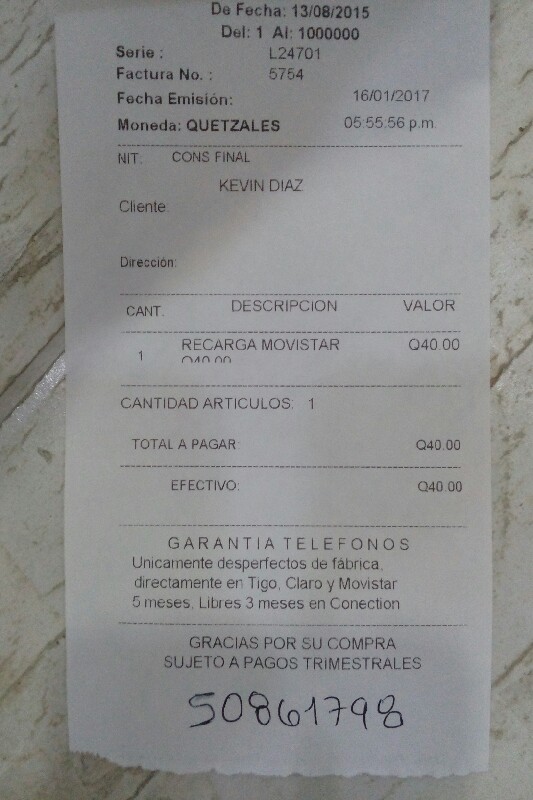 De Fecha: 13/08/2015
Del: 1 Al: 1000000
Serie : L24701
Factura No. : 5754
Fecha Emisión: 16/01/2017
Moneda: QUETZALES 05:55:56 p.m.
NIT. CONS FINAL
KEVIN DIAZ
Cliente
Dirección:
CANT. DESCRIPCION VALOR
1 RECARGA MOVISTAR Q40.00
Q40.00
CANTIDAD ARTICULOS: 1
TOTAL A PAGAR: Q40.00
EFECTIVO: Q40.00
GARANTIA TELEFONOS
Unicamente desperfectos de fábrica,
directamente en Tigo, Claro y Movistar
5 meses, Libres 3 meses en Conection
GRACIAS POR SU COMPRA
SUJETO A PAGOS TRIMESTRALES
50861798